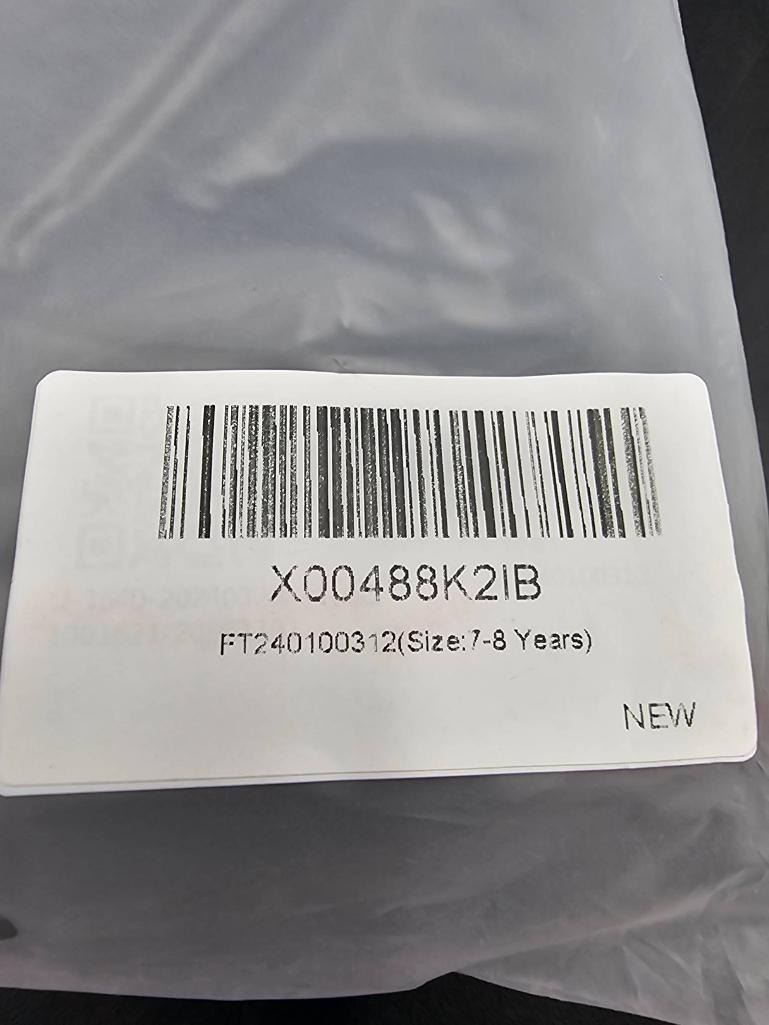 X00488K2IB
FT240100312(Size:7-8 Years)
NEW